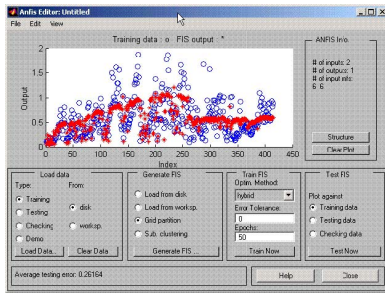 Anfis Editor: Untitled
File Edit View
Training data : o FIS output : *
Output
2
1.5
1
0.5
0
0 50 100 150 200 250 300 350 400 450
Index
ANFIS Info.
# of inputs: 2
# of outputs: 1
# of input mfs:
6 6
Structure
Clear Plot
Load data
Type: From:
Training
Testing
Checking
Demo
disk
worksp.
Load Data... Clear Data
Generate FIS
Load from disk
Load from worksp.
Grid partition
Sub. clustering
Generate FIS ...
Train FIS
Optim. Method:
hybrid
Error Tolerance:
0
Epochs:
50
Train Now
Test FIS
Plot against
Training data
Testing data
Checking data
Test Now
Average testing error: 0.26164
Help Close